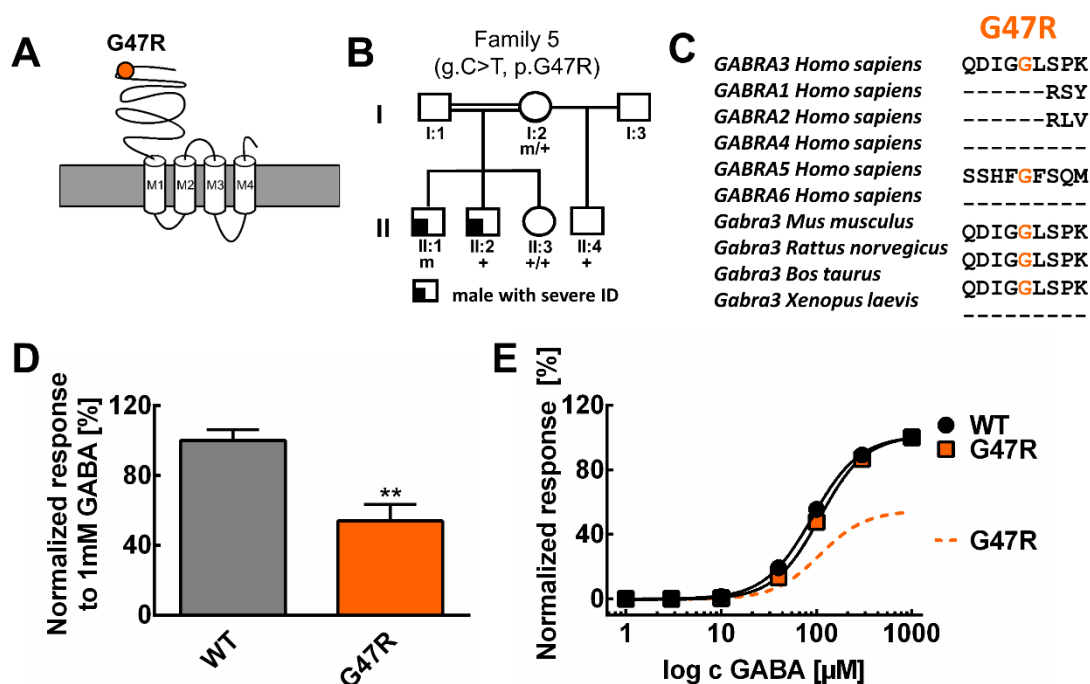 A
G47R
M1 M2 M3 M4
B
Family 5
(g.C>T, p.G47R)
I
I:1 I:2 I:3
m/+
II
II:1 II:2 II:3 II:4
m + +/+ +
male with severe ID
C
G47R
GABRA3 Homo sapiens QDIGGLSPK
GABRA1 Homo sapiens ------RSY
GABRA2 Homo sapiens ------RLV
GABRA4 Homo sapiens ---------
GABRA5 Homo sapiens SSHFGFSQM
GABRA6 Homo sapiens ---------
Gabra3 Mus musculus QDIGGLSPK
Gabra3 Rattus norvegicus QDIGGLSPK
Gabra3 Bos taurus QDIGGLSPK
Gabra3 Xenopus laevis ---------
D
Normalized response
to 1mM GABA [%]
120
80
40
0
**
WT
G47R
E
Normalized response [%]
120
80
40
0
1 10 100 1000
log c GABA [µM]
WT
G47R
G47R